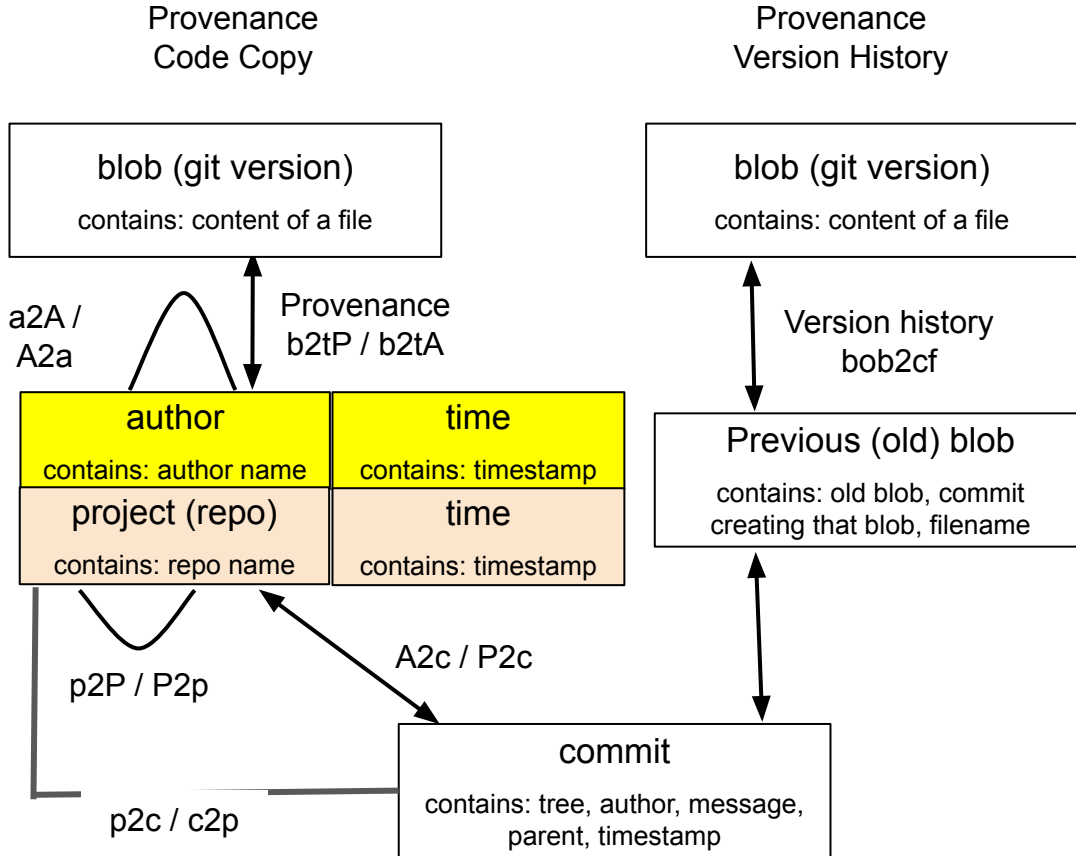 Provenance
Code Copy
Provenance
Version History
blob (git version)
contains: content of a file
blob (git version)
contains: content of a file
a2A /
A2a
Provenance
b2tP / b2tA
Version history
bob2cf
author
contains: author name
time
contains: timestamp
project (repo)
contains: repo name
time
contains: timestamp
Previous (old) blob
contains: old blob, commit
creating that blob, filename
p2P / P2p
A2c / P2c
commit
contains: tree, author, message,
parent, timestamp
p2c / c2p